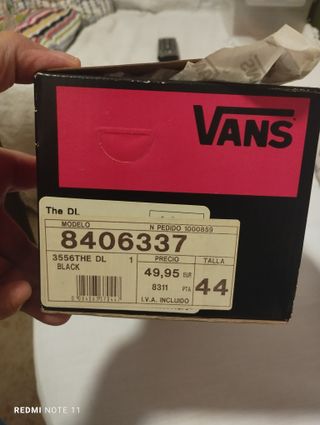 VANS
The DL
MODELO
N PEDIDO 1000859
8406337
3556THE DL 1
BLACK
PRECIO
49,95 EUR
8311 PTA
I.V.A. INCLUIDO
TALLA
44
REDMI NOTE 11